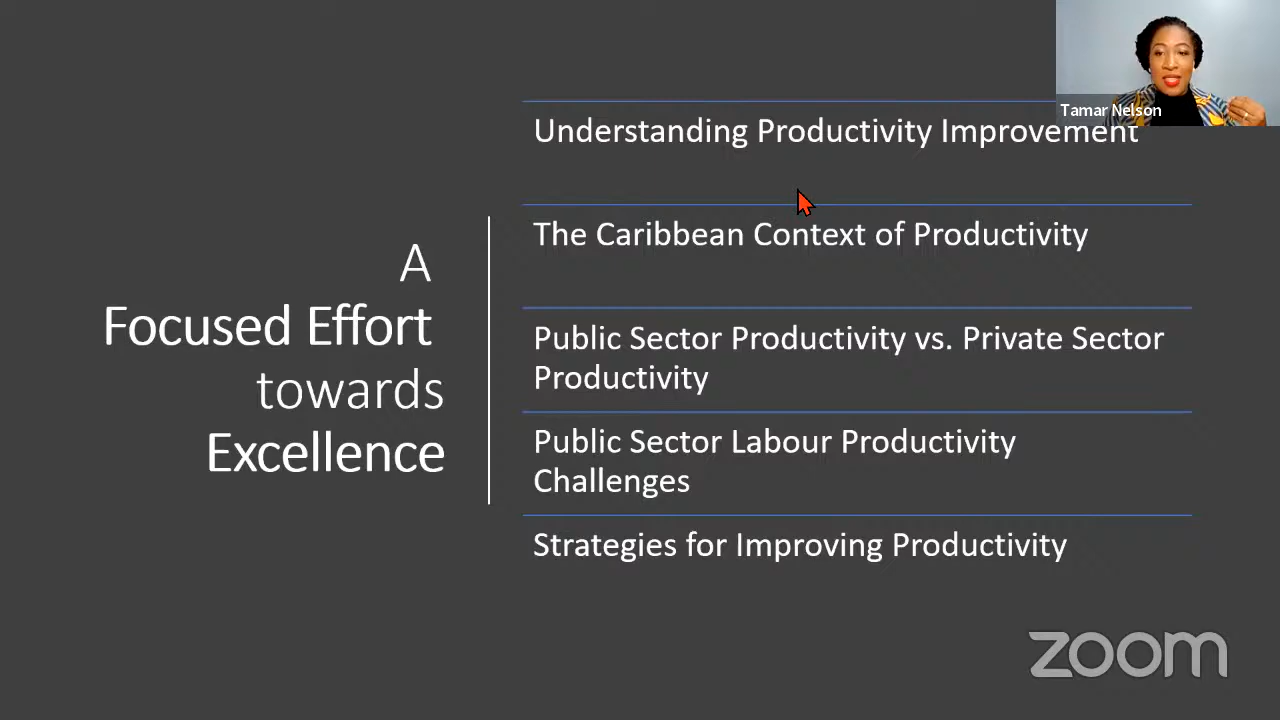 Tamar Nelson
Understanding Productivity Improvement
The Caribbean Context of Productivity
A
Focused Effort
towards
Excellence
Public Sector Productivity vs. Private Sector
Productivity
Public Sector Labour Productivity
Challenges
Strategies for Improving Productivity
zoom